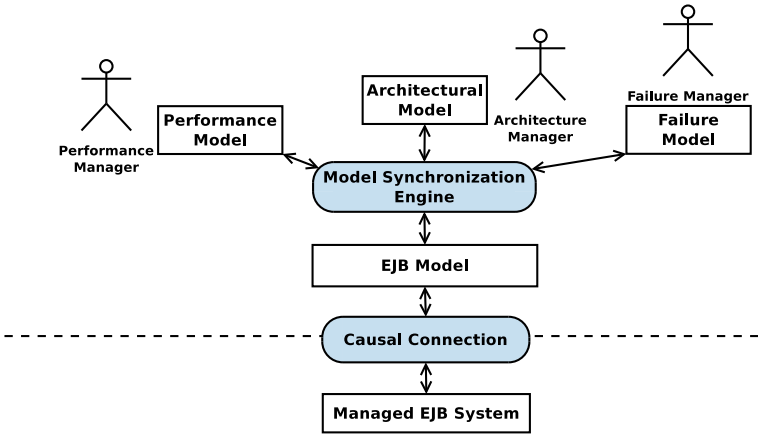 Performance
Manager
Performance
Model
Architectural
Model
Architecture
Manager
Failure Manager
Failure
Model
Model Synchronization
Engine
EJB Model
Causal Connection
Managed EJB System